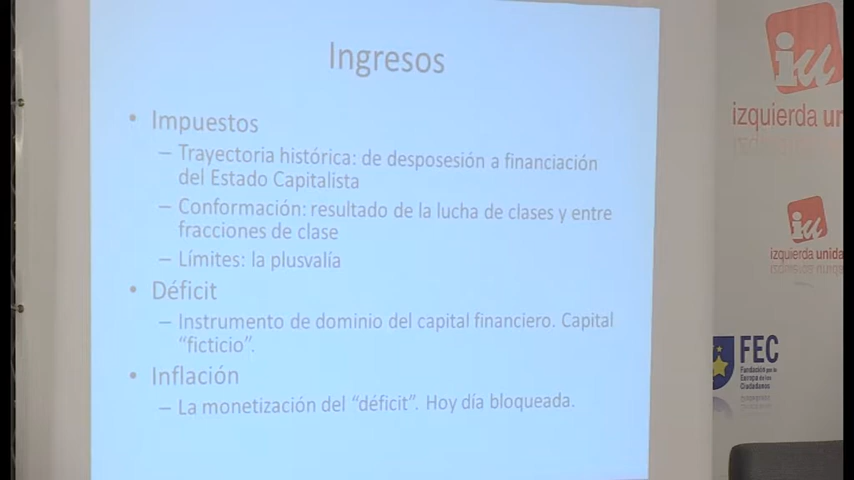 Ingresos
• Impuestos
– Trayectoria histórica: de desposesión a financiación
del Estado Capitalista
– Conformación: resultado de la lucha de clases y entre
fracciones de clase
– Límites: la plusvalía
• Déficit
– Instrumento de dominio del capital financiero. Capital
“ficticio”.
• Inflación
– La monetización del “déficit”. Hoy día bloqueada.
iu
izquierda un
iu
izquierda unida
FEC
Fundación por la
Europa de los
Ciudadanos